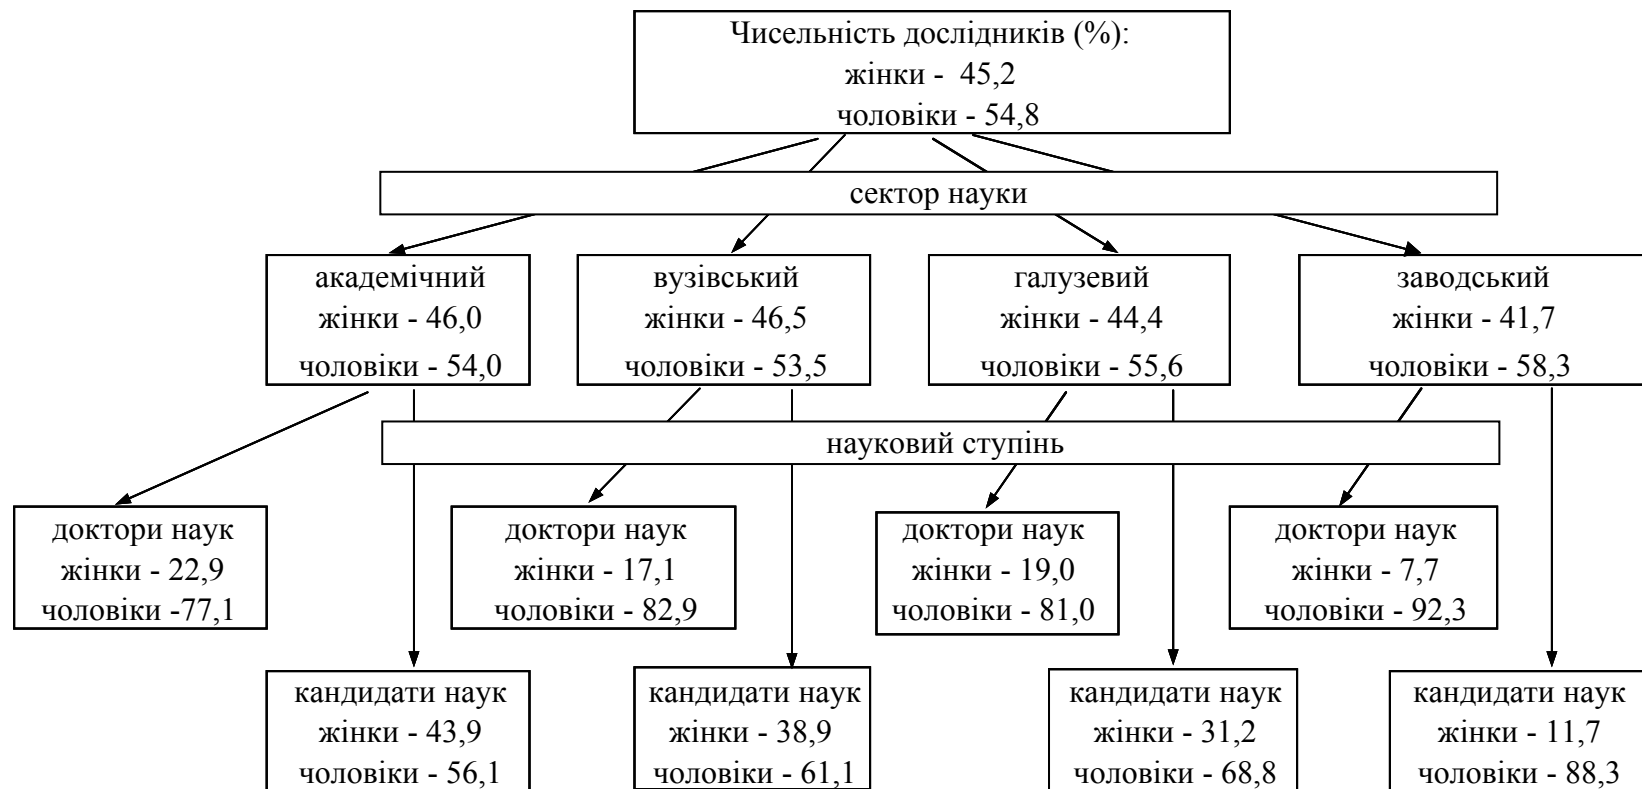 Чисельність дослідників (%):
жінки -  45,2
чоловіки - 54,8
сектор науки
академічний
жінки - 46,0
чоловіки - 54,0
вузівський
жінки - 46,5
чоловіки - 53,5
галузевий
жінки - 44,4
чоловіки - 55,6
заводський
жінки - 41,7
чоловіки - 58,3
науковий ступінь
доктори наук
жінки - 22,9
чоловіки -77,1
доктори наук
жінки - 17,1
чоловіки - 82,9
доктори наук
жінки - 19,0
чоловіки - 81,0
доктори наук
жінки - 7,7
чоловіки - 92,3
кандидати наук
жінки - 43,9
чоловіки - 56,1
кандидати наук
жінки - 38,9
чоловіки - 61,1
кандидати наук
жінки - 31,2
чоловіки - 68,8
кандидати наук
жінки - 11,7
чоловіки - 88,3